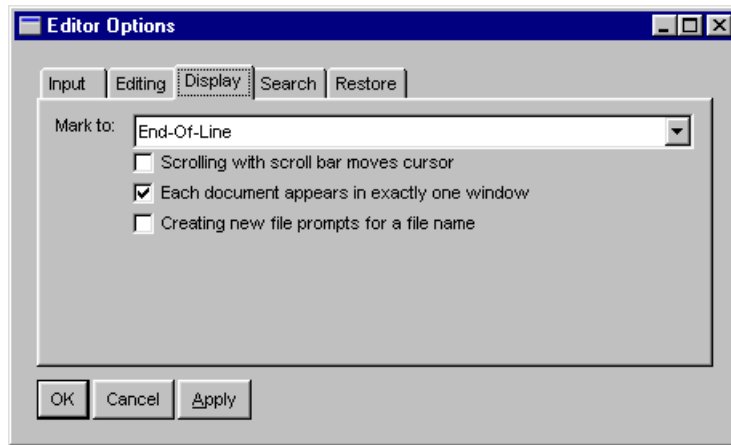 Editor Options
Input Editing Display Search Restore
Mark to: End-Of-Line
Scrolling with scroll bar moves cursor
Each document appears in exactly one window
Creating new file prompts for a file name
OK Cancel Apply